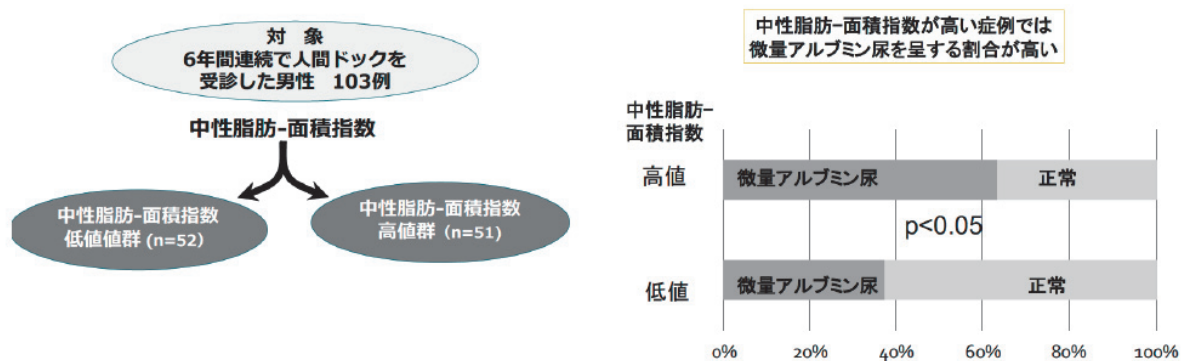 対 象
6年間連続で人間ドックを
受診した男性 103例
中性脂肪-面積指数
中性脂肪-面積指数
低値値群 (n=52)
中性脂肪-面積指数
高値群 (n=51)
中性脂肪−面積指数が高い症例では
微量アルブミン尿を呈する割合が高い
中性脂肪−
面積指数
高値
微量アルブミン尿
正常
p<0.05
低値
微量アルブミン尿
正常
0%
20%
40%
60%
80%
100%